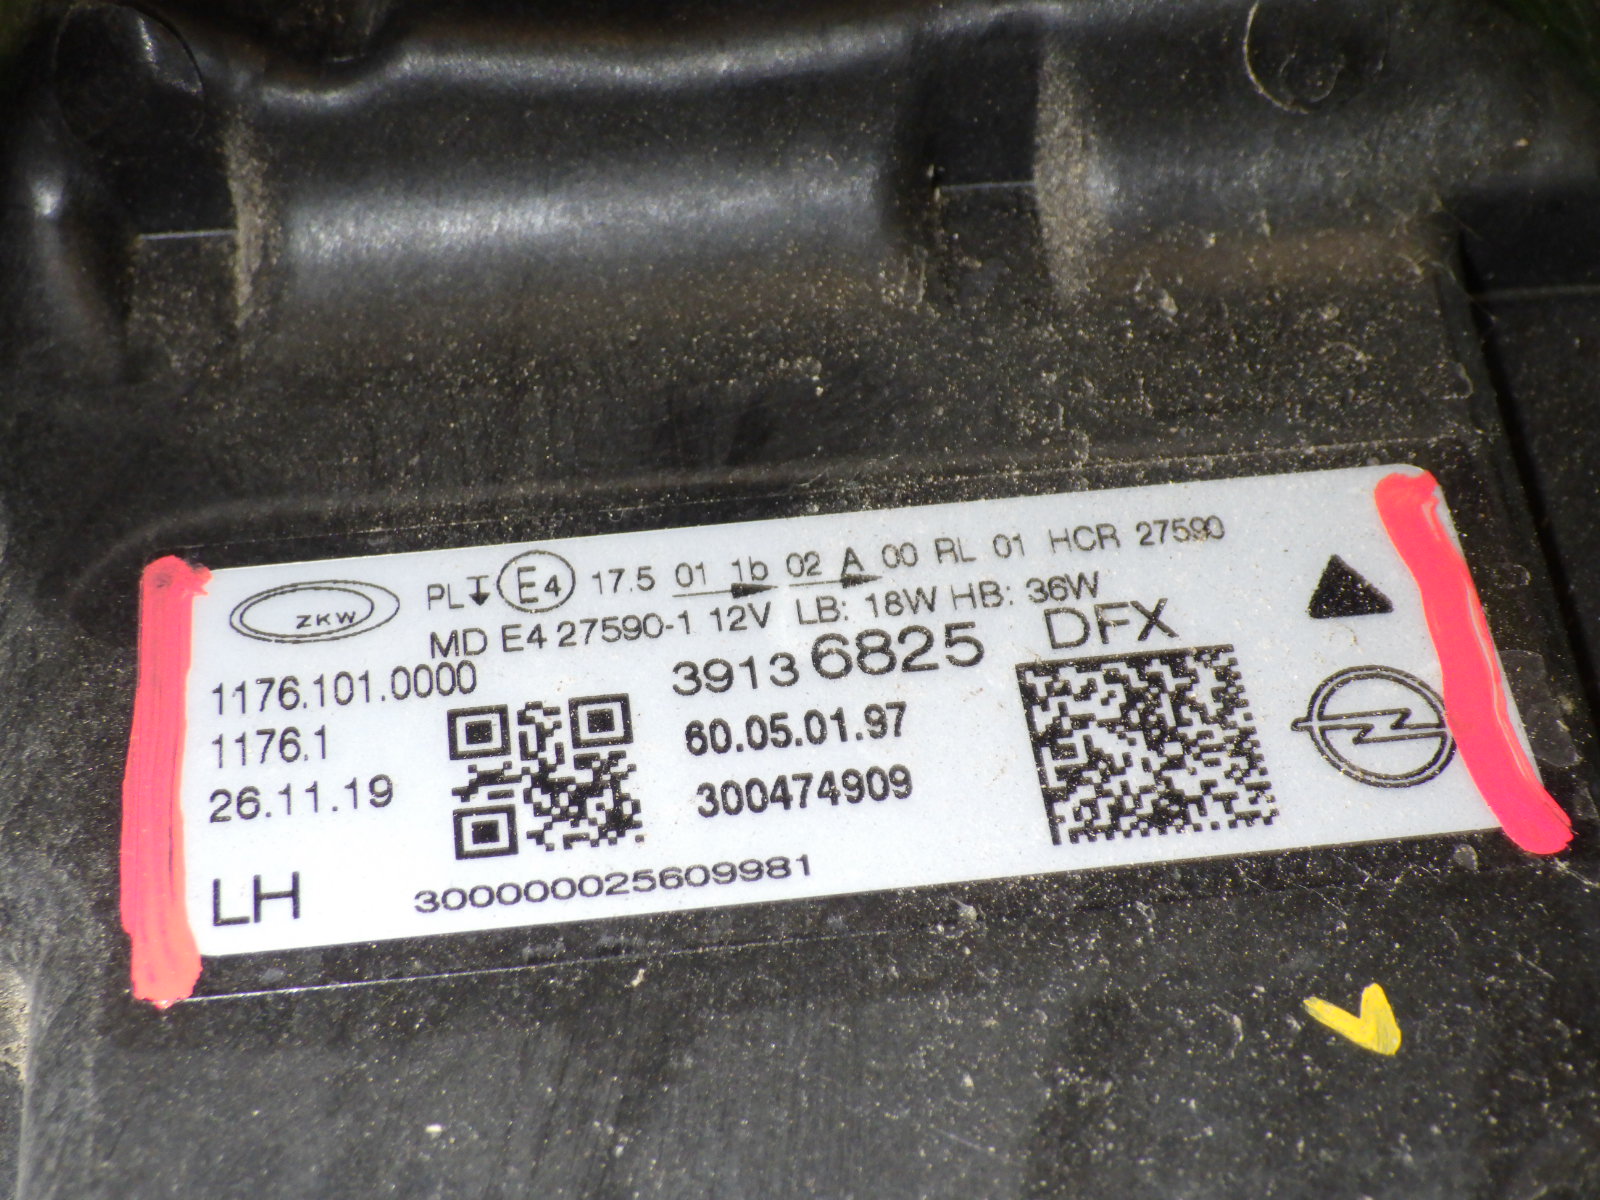 ZKW
PL E4 17.5 01 1b 02 A 00 RL 01 HCR 27590
MD E4 27590-1 12V LB: 18W HB: 36W
1176.101.0000
39136825 DFX
1176.1
60.05.01.97
26.11.19
300474909
LH
300000025609981